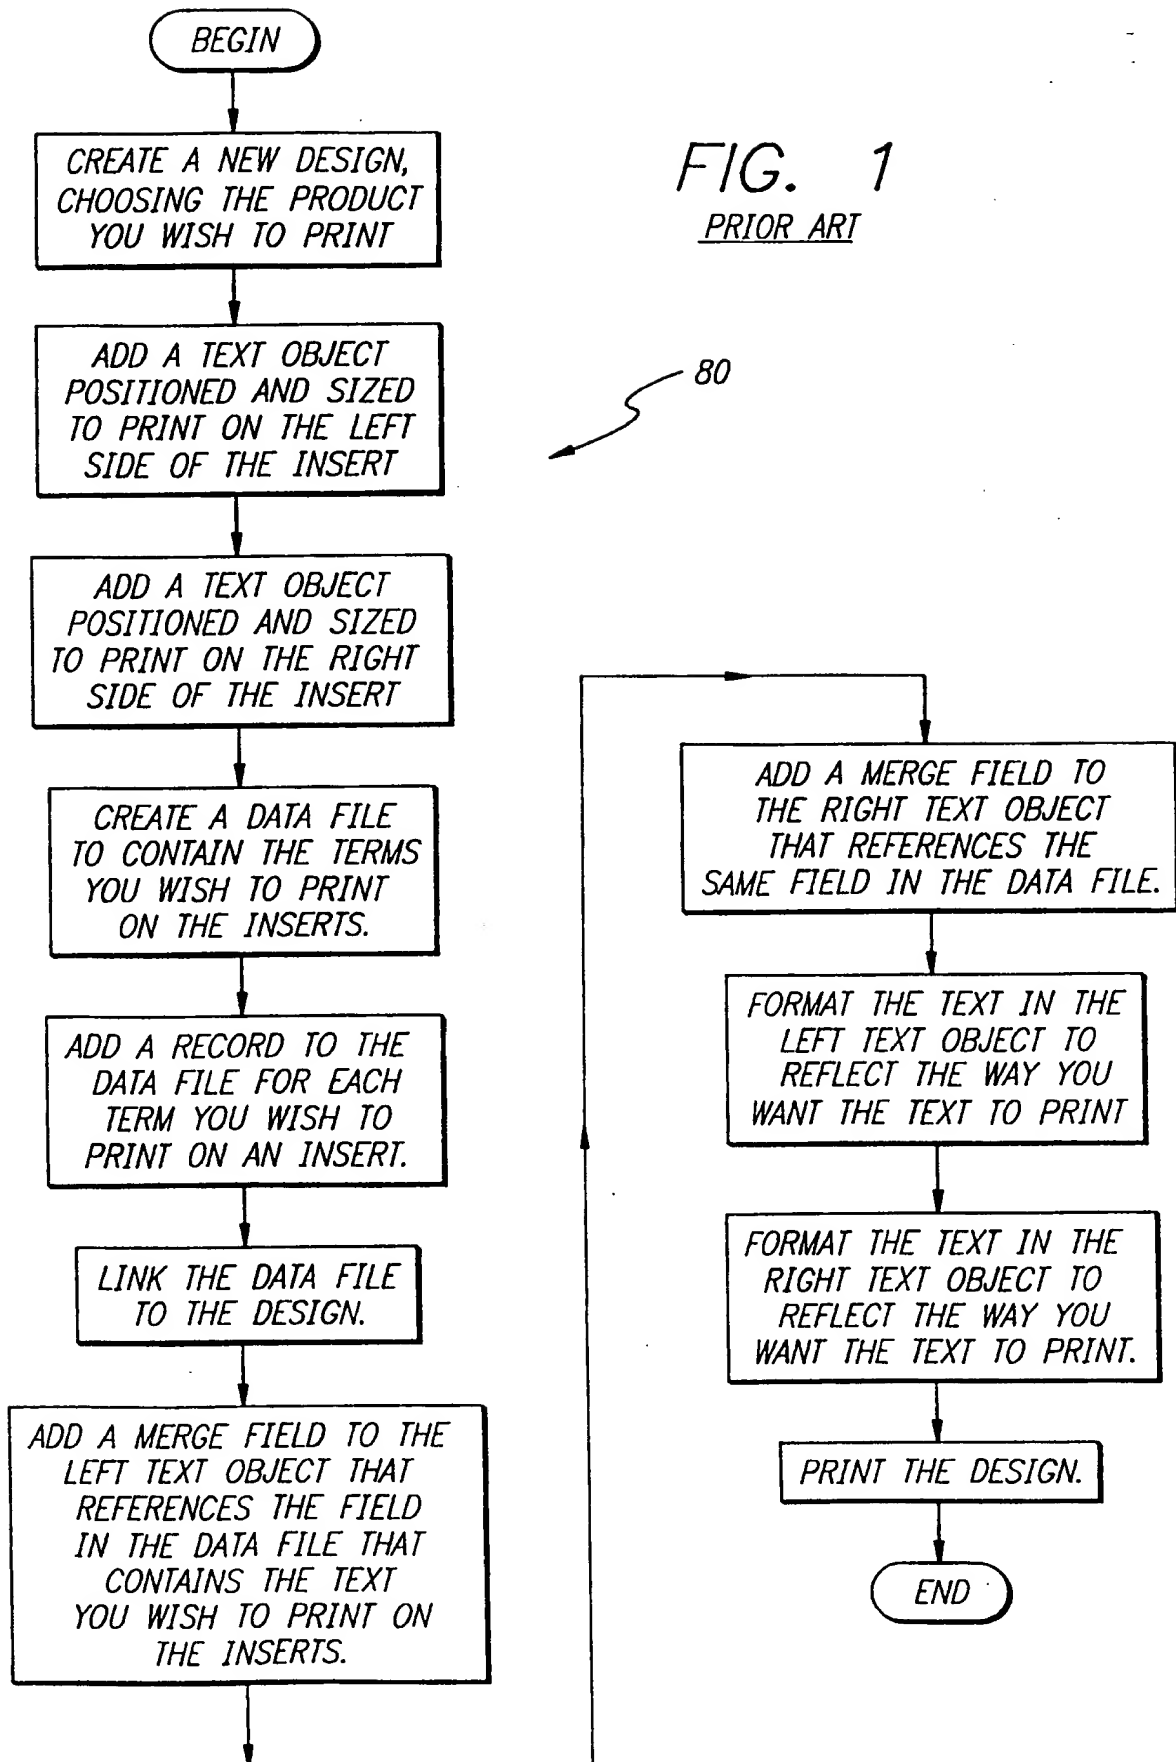 BEGIN
CREATE A NEW DESIGN,
CHOOSING THE PRODUCT
YOU WISH TO PRINT
FIG. 1
PRIOR ART
ADD A TEXT OBJECT
POSITIONED AND SIZED
TO PRINT ON THE LEFT
SIDE OF THE INSERT
80
ADD A TEXT OBJECT
POSITIONED AND SIZED
TO PRINT ON THE RIGHT
SIDE OF THE INSERT
CREATE A DATA FILE
TO CONTAIN THE TERMS
YOU WISH TO PRINT
ON THE INSERTS.
ADD A RECORD TO THE
DATA FILE FOR EACH
TERM YOU WISH TO
PRINT ON AN INSERT.
LINK THE DATA FILE
TO THE DESIGN.
ADD A MERGE FIELD TO THE
LEFT TEXT OBJECT THAT
REFERENCES THE FIELD
IN THE DATA FILE THAT
CONTAINS THE TEXT
YOU WISH TO PRINT ON
THE INSERTS.
ADD A MERGE FIELD TO
THE RIGHT TEXT OBJECT
THAT REFERENCES THE
SAME FIELD IN THE DATA FILE.
FORMAT THE TEXT IN THE
LEFT TEXT OBJECT TO
REFLECT THE WAY YOU
WANT THE TEXT TO PRINT
FORMAT THE TEXT IN THE
RIGHT TEXT OBJECT TO
REFLECT THE WAY YOU
WANT THE TEXT TO PRINT.
PRINT THE DESIGN.
END